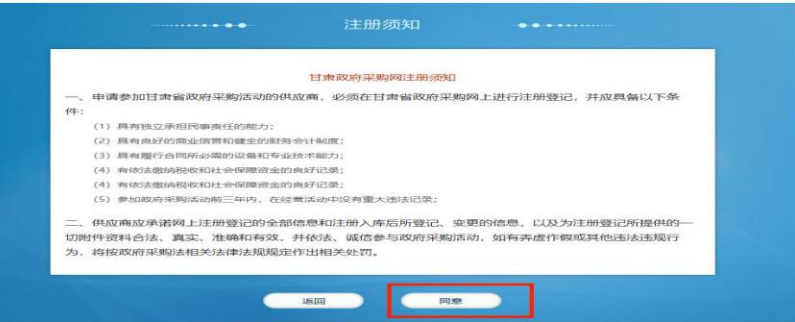 注册须知
甘肃政府采购网注册须知
一、申请参加甘肃省政府采购活动的供应商，必须在甘肃省政府采购网上进行注册登记，并应具备以下条
件：
（1）具有独立承担民事责任的能力；
（2）具有良好的商业信誉和健全的财务会计制度；
（3）具有履行合同所必需的设备和专业技术能力；
（4）有依法缴纳税收和社会保障资金的良好记录；
（4）有依法缴纳税收和社会保障资金的良好记录；
（5）参加政府采购活动前三年内，在经营活动中没有重大违法记录；
二、供应商应承诺网上注册登记的全部信息和注册入库后所登记、变更的信息，以及为注册登记所提供的一
切附件资料合法、真实、准确和有效，并依法、诚信参与政府采购活动，如有弄虚作假或其他违法违规行
为，将按政府采购法相关法律法规规定作出相关处罚。
返回 同意